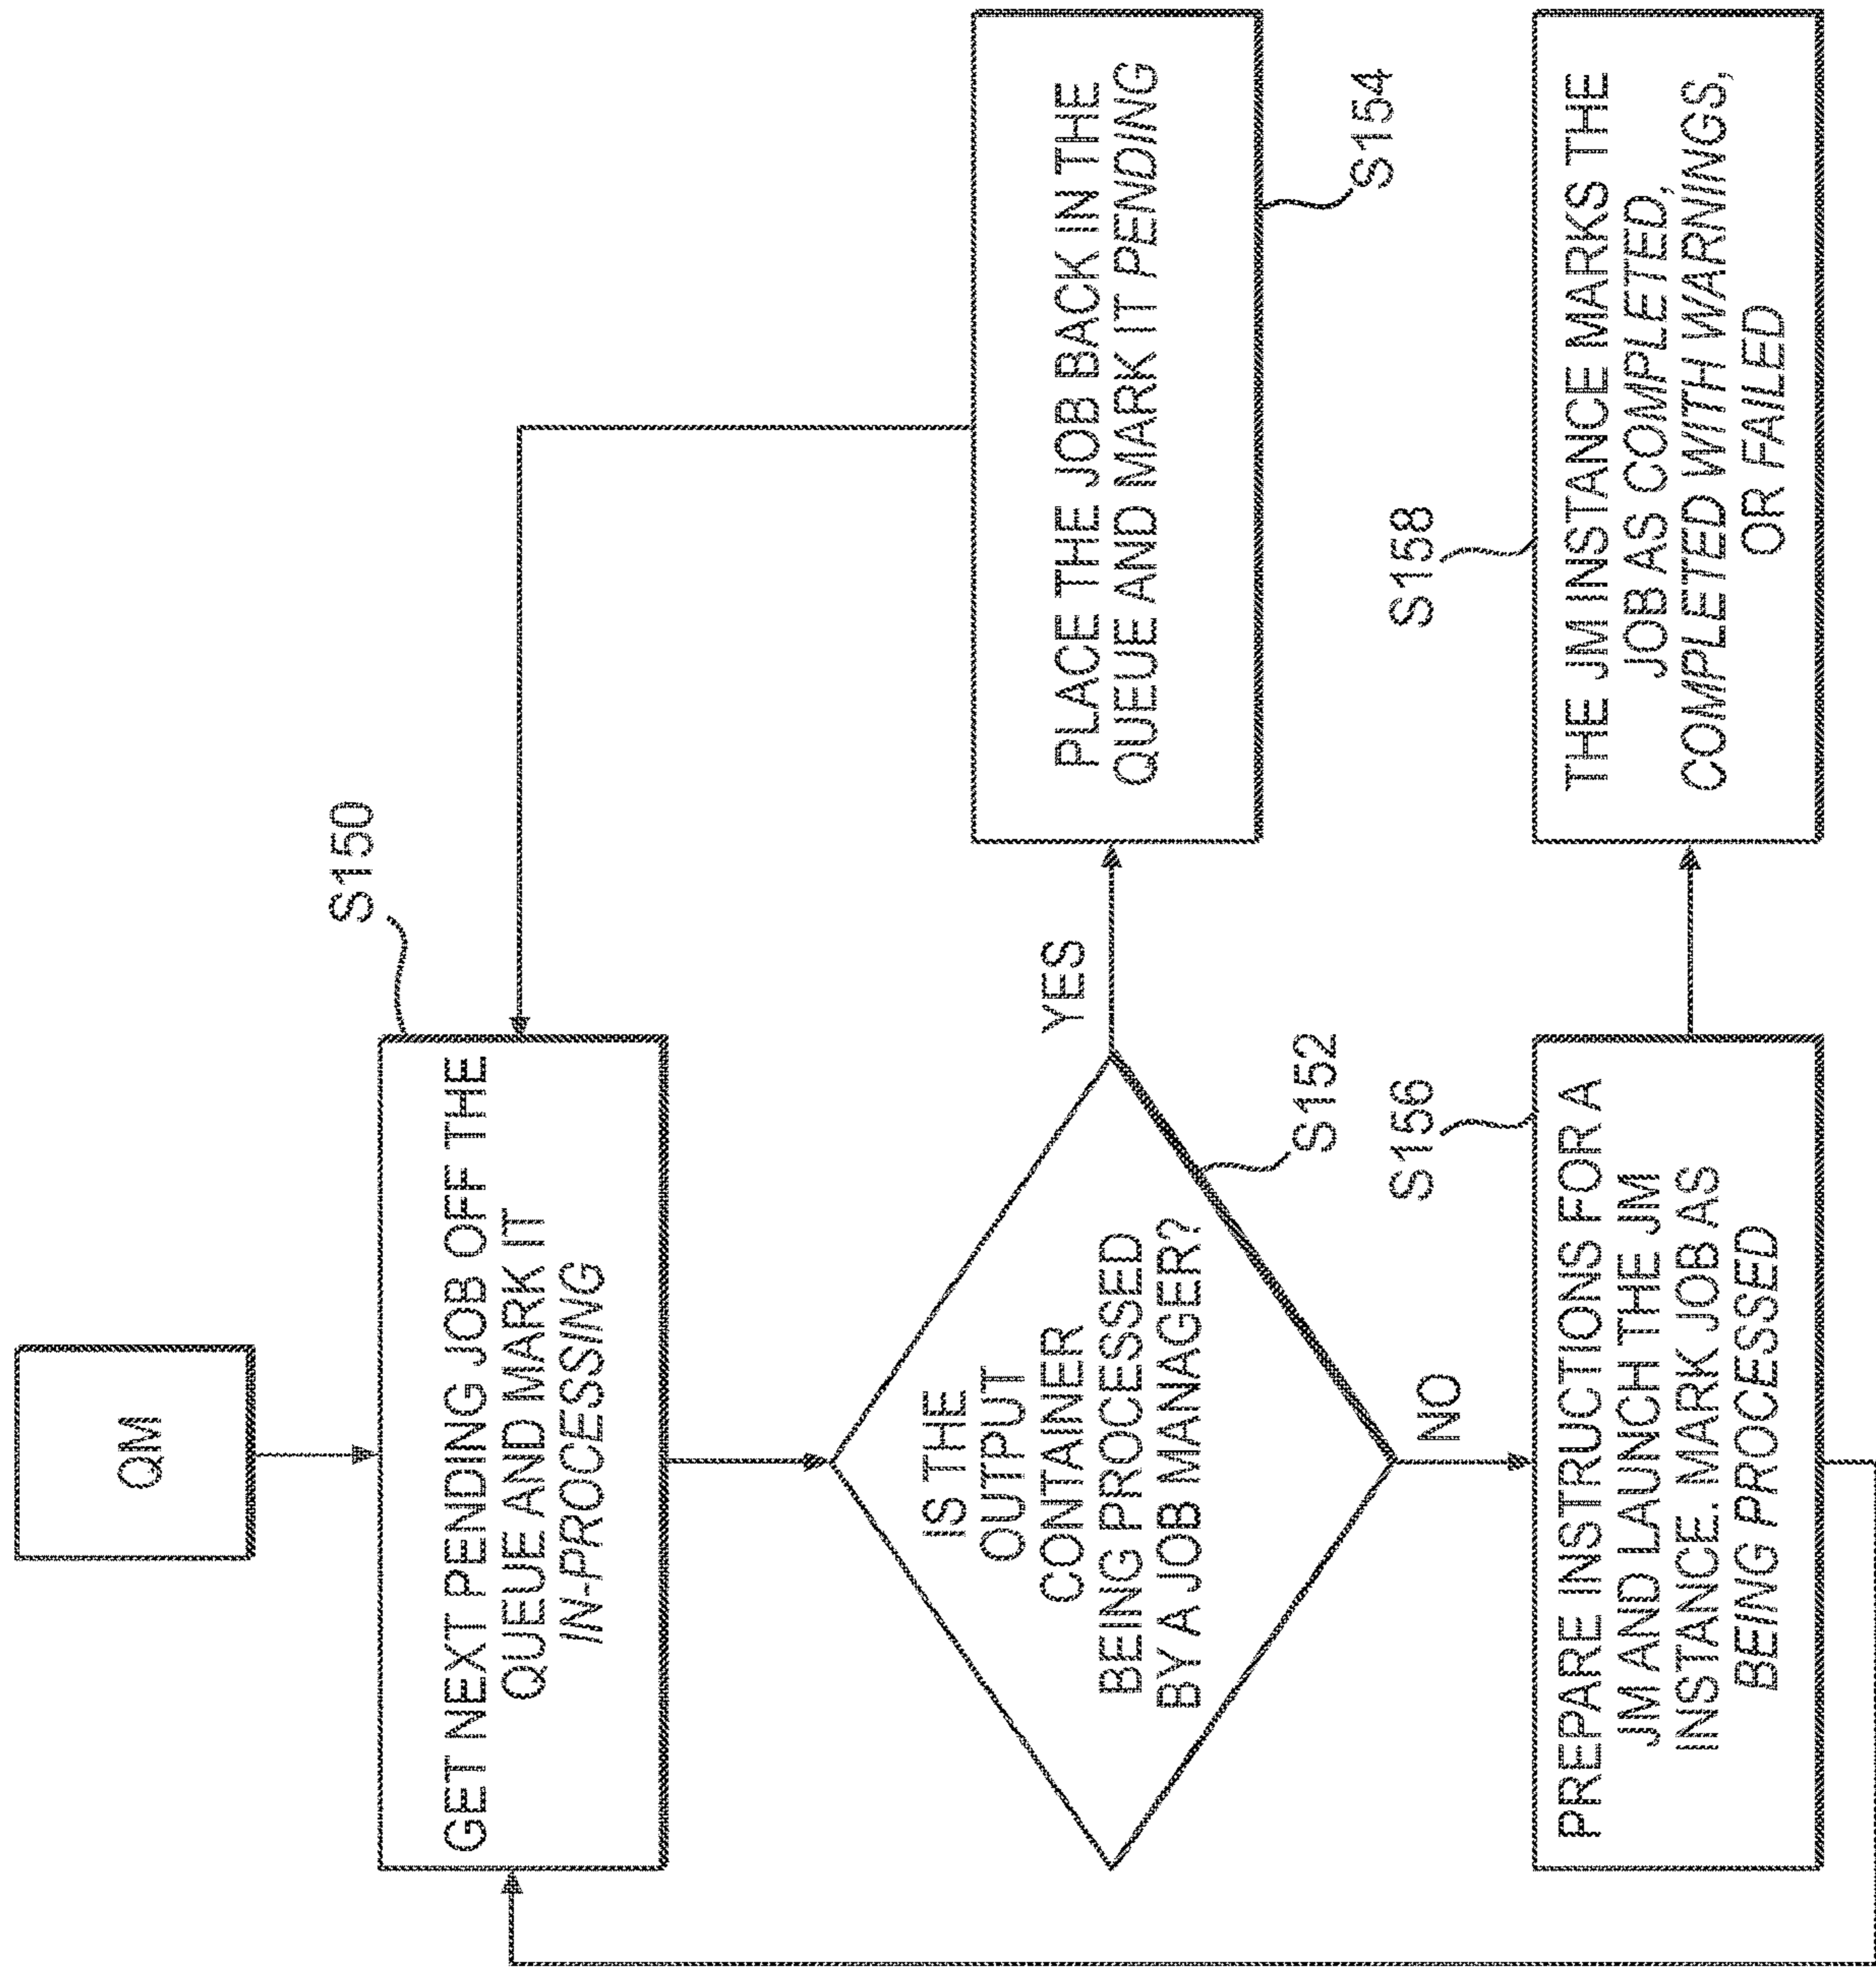 QM
S150
GET NEXT PENDING JOB OFF THE
QUEUE AND MARK IT
IN-PROCESSING
IS THE
OUTPUT
CONTAINER
BEING PROCESSED
BY A JOB MANAGER?
S152
YES
PLACE THE JOB BACK IN THE
QUEUE AND MARK IT PENDING
S154
NO
S156
PREPARE INSTRUCTIONS FOR A
JM AND LAUNCH THE JM
INSTANCE. MARK JOB AS
BEING PROCESSED
S158
THE JM INSTANCE MARKS THE
JOB AS COMPLETED,
COMPLETED WITH WARNINGS,
OR FAILED